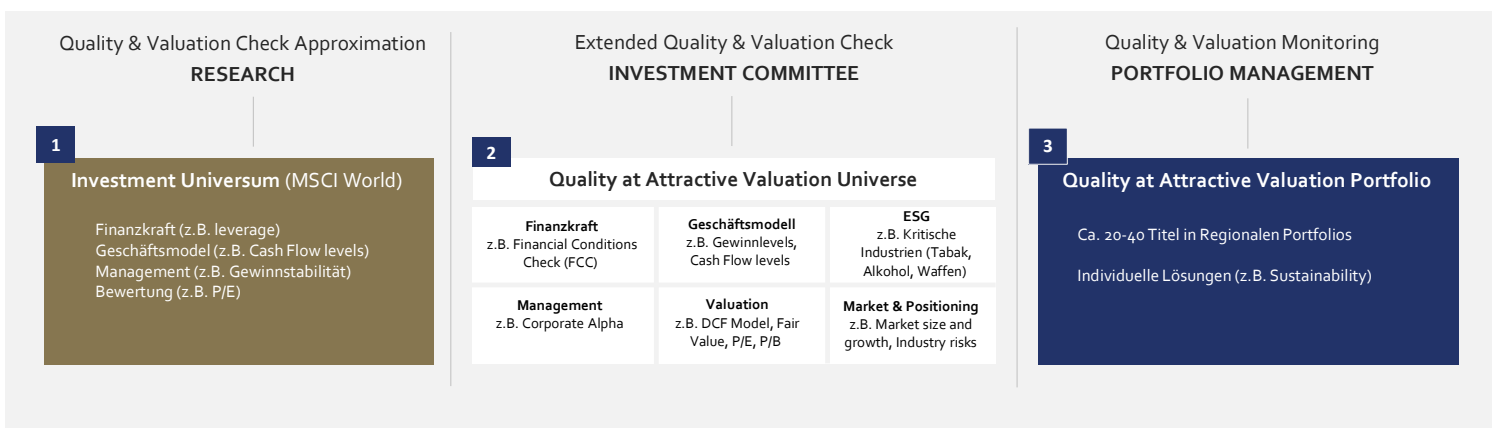 Quality & Valuation Check Approximation
RESEARCH
1
Investment Universum (MSCI World)
Finanzkraft (z.B. leverage)
Geschäftsmodel (z.B. Cash Flow levels)
Management (z.B. Gewinnstabilität)
Bewertung (z.B. P/E)
Extended Quality & Valuation Check
INVESTMENT COMMITTEE
2
Quality at Attractive Valuation Universe
Finanzkraft
z.B. Financial Conditions
Check (FCC)
Geschäftsmodell
z.B. Gewinnlevels,
Cash Flow levels
ESG
z.B. Kritische
Industrien (Tabak,
Alkohol, Waffen)
Management
z.B. Corporate Alpha
Valuation
z.B. DCF Model, Fair
Value, P/E, P/B
Market & Positioning
z.B. Market size and
growth, Industry risks
Quality & Valuation Monitoring
PORTFOLIO MANAGEMENT
3
Quality at Attractive Valuation Portfolio
Ca. 20-40 Titel in Regionalen Portfolios
Individuelle Lösungen (z.B. Sustainability)